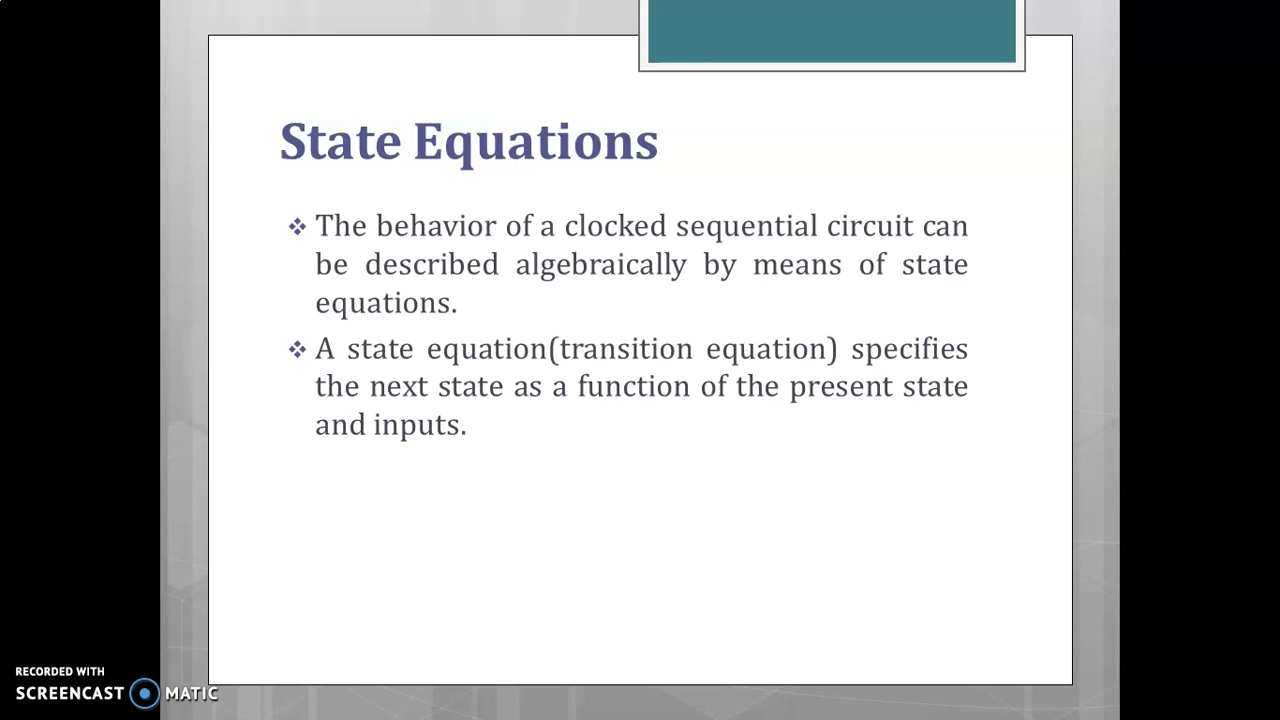 State Equations
❖ The behavior of a clocked sequential circuit can
be described algebraically by means of state
equations.
❖ A state equation(transition equation) specifies
the next state as a function of the present state
and inputs.
RECORDED WITH
SCREENCAST MATIC